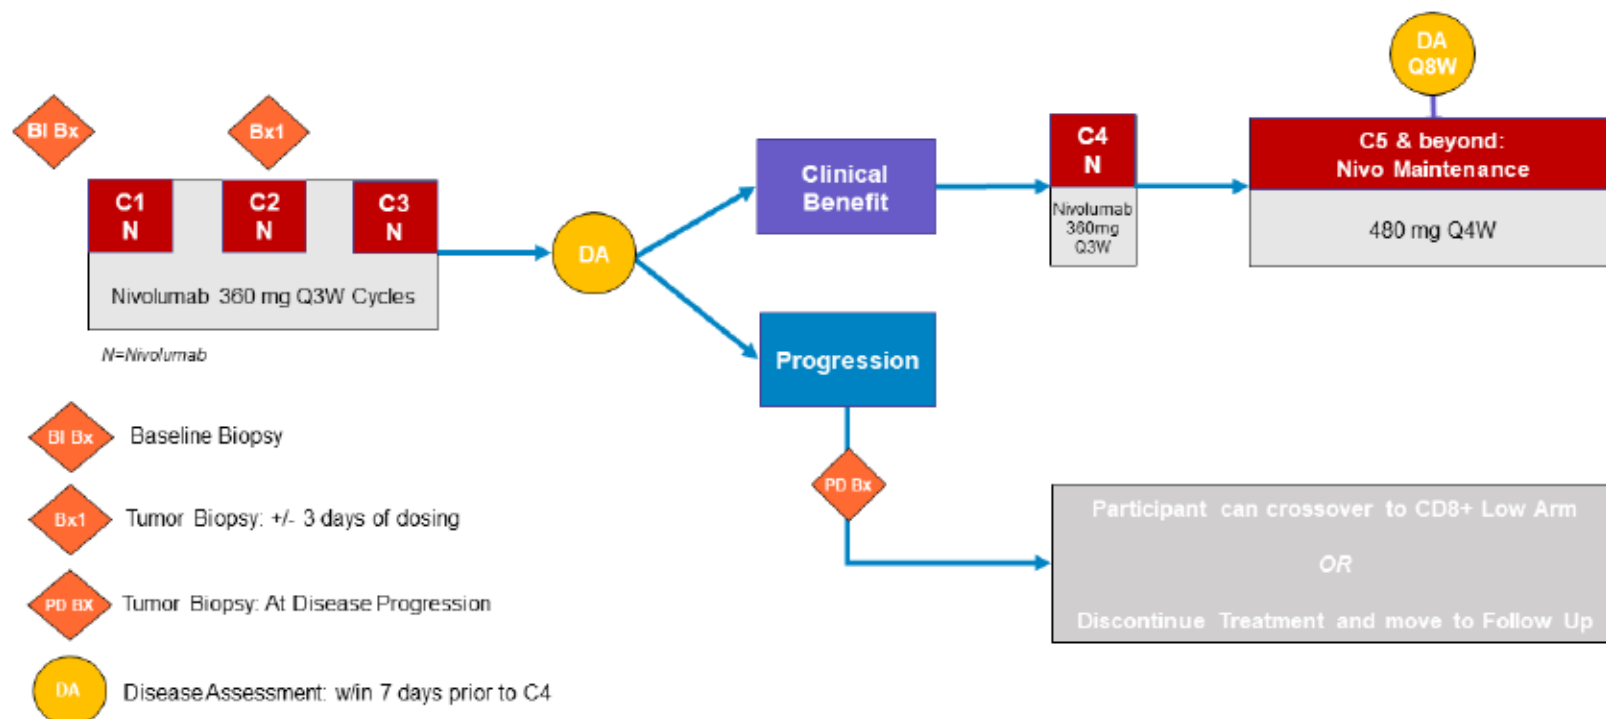 DA
Q8W
BI Bx
Bx1
C1
N
C2
N
C3
N
Nivolumab 360 mg Q3W Cycles
N=Nivolumab
DA
Clinical
Benefit
C4
N
Nivolumab
360mg
Q3W
C5 & beyond:
Nivo Maintenance
480 mg Q4W
Progression
PD Bx
Participant can crossover to CD8+ Low Arm
OR
Discontinue Treatment and move to Follow Up
BI Bx Baseline Biopsy
Bx1 Tumor Biopsy: +/- 3 days of dosing
PD BX Tumor Biopsy: At Disease Progression
DA Disease Assessment: w/in 7 days prior to C4